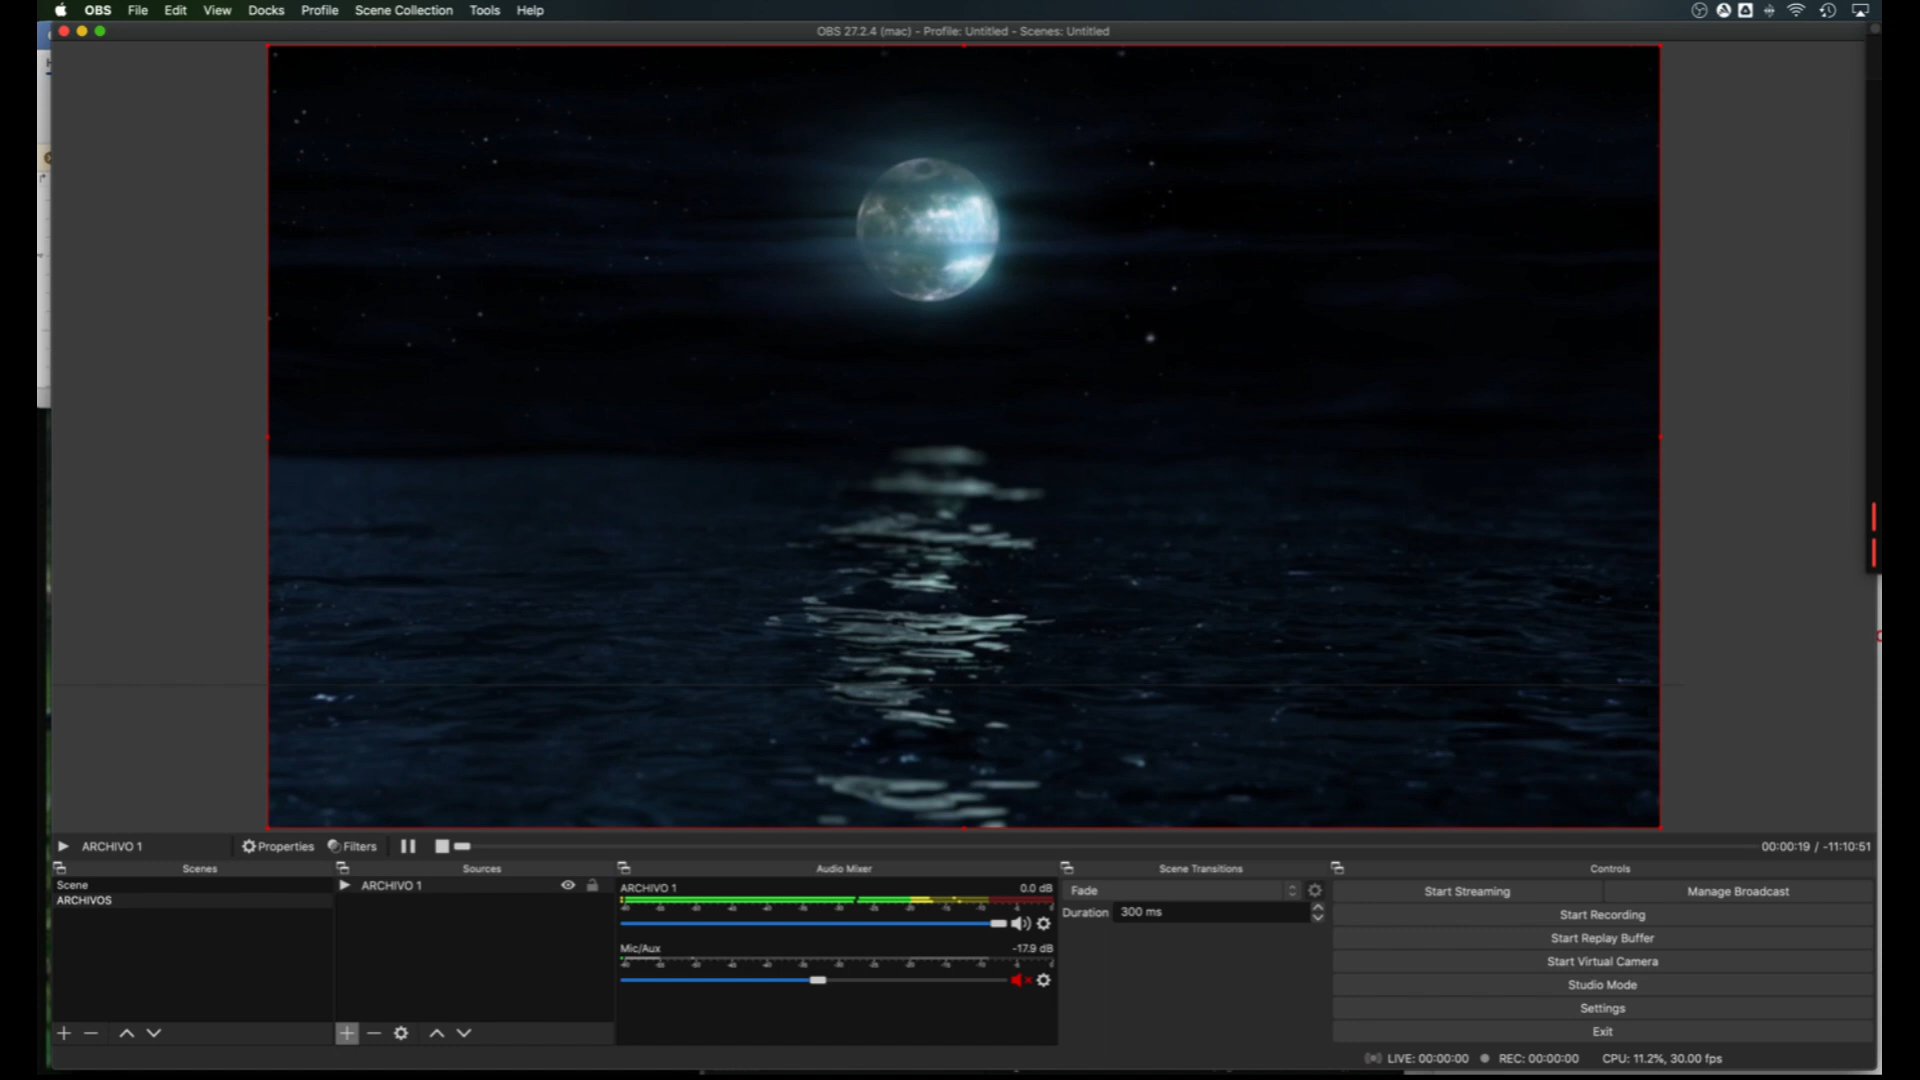 OBS File Edit View Docks Profile Scene Collection Tools Help
OBS 27.2.4 (mac) - Profile: Untitled - Scenes: Untitled
ARCHIVO 1 Properties Filters 00:00:19 / -11:10:51
Scenes Sources Audio Mixer Scene Transitions Controls
Scene
ARCHIVOS
ARCHIVO 1
ARCHIVO 1 0.0 dB
Mic/Aux -17.9 dB
Fade
Duration 300 ms
Start Streaming Manage Broadcast
Start Recording
Start Replay Buffer
Start Virtual Camera
Studio Mode
Settings
Exit
LIVE: 00:00:00 REC: 00:00:00 CPU: 11.2%, 30.00 fps